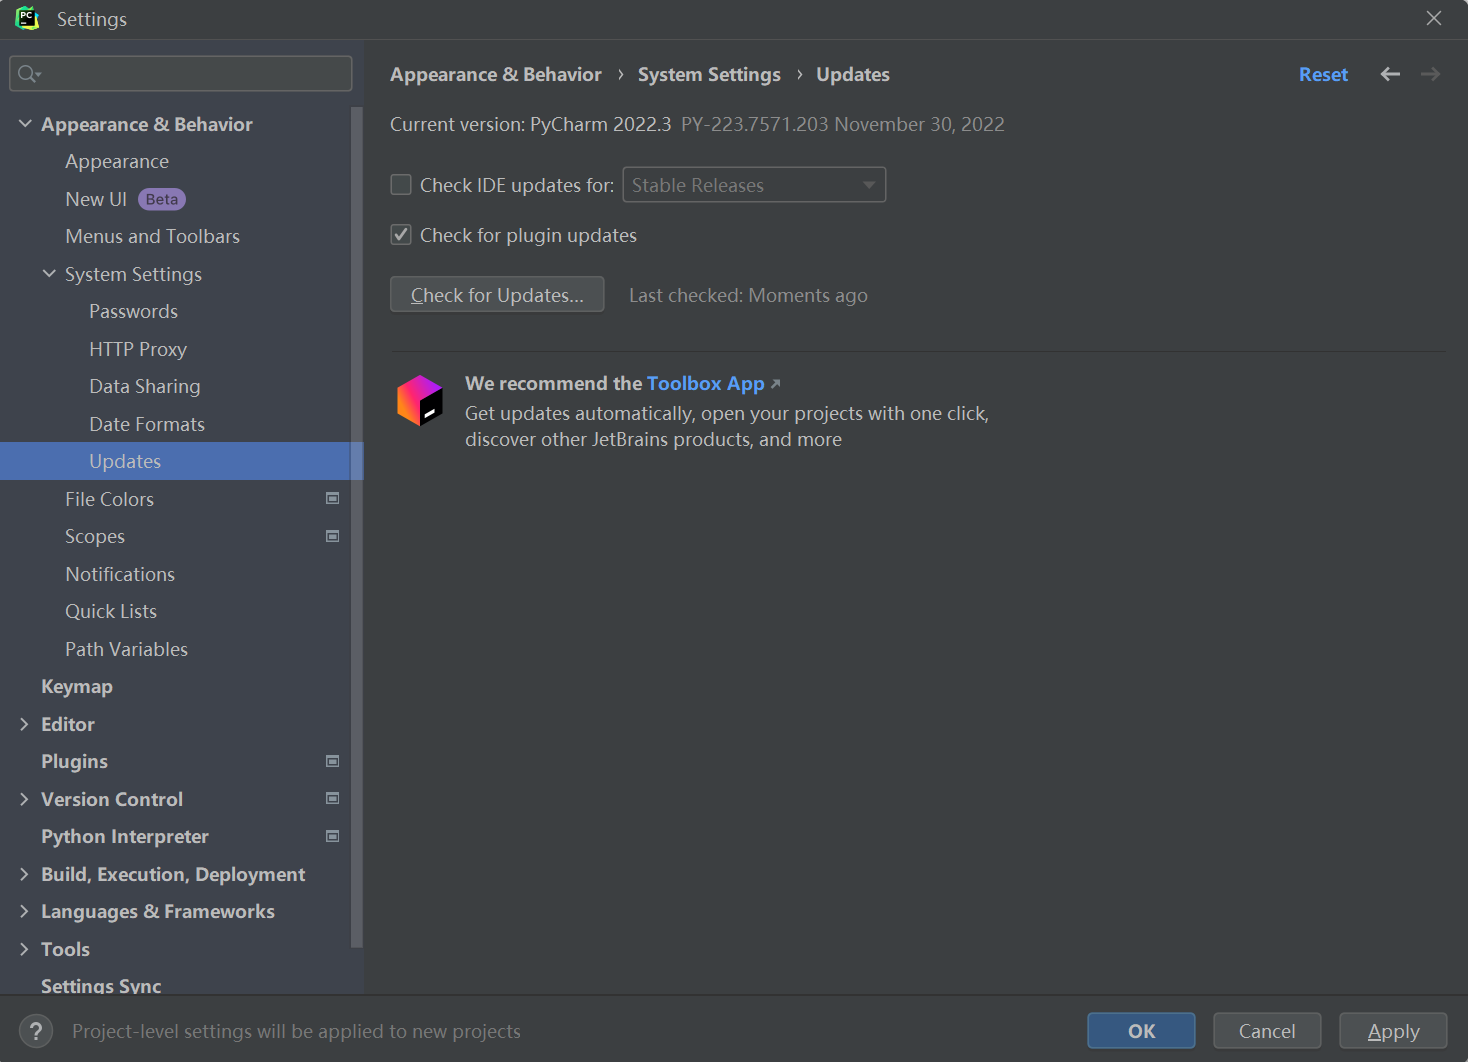 Settings
Appearance & Behavior
Appearance
New UI Beta
Menus and Toolbars
System Settings
Passwords
HTTP Proxy
Data Sharing
Date Formats
Updates
File Colors
Scopes
Notifications
Quick Lists
Path Variables
Keymap
Editor
Plugins
Version Control
Python Interpreter
Build, Execution, Deployment
Languages & Frameworks
Tools
Settings Sync
Appearance & Behavior › System Settings › Updates
Reset
Current version: PyCharm 2022.3 PY-223.7571.203 November 30, 2022
Check IDE updates for: Stable Releases
Check for plugin updates
Check for Updates... Last checked: Moments ago
We recommend the Toolbox App ↗
Get updates automatically, open your projects with one click,
discover other JetBrains products, and more
? Project-level settings will be applied to new projects
OK Cancel Apply